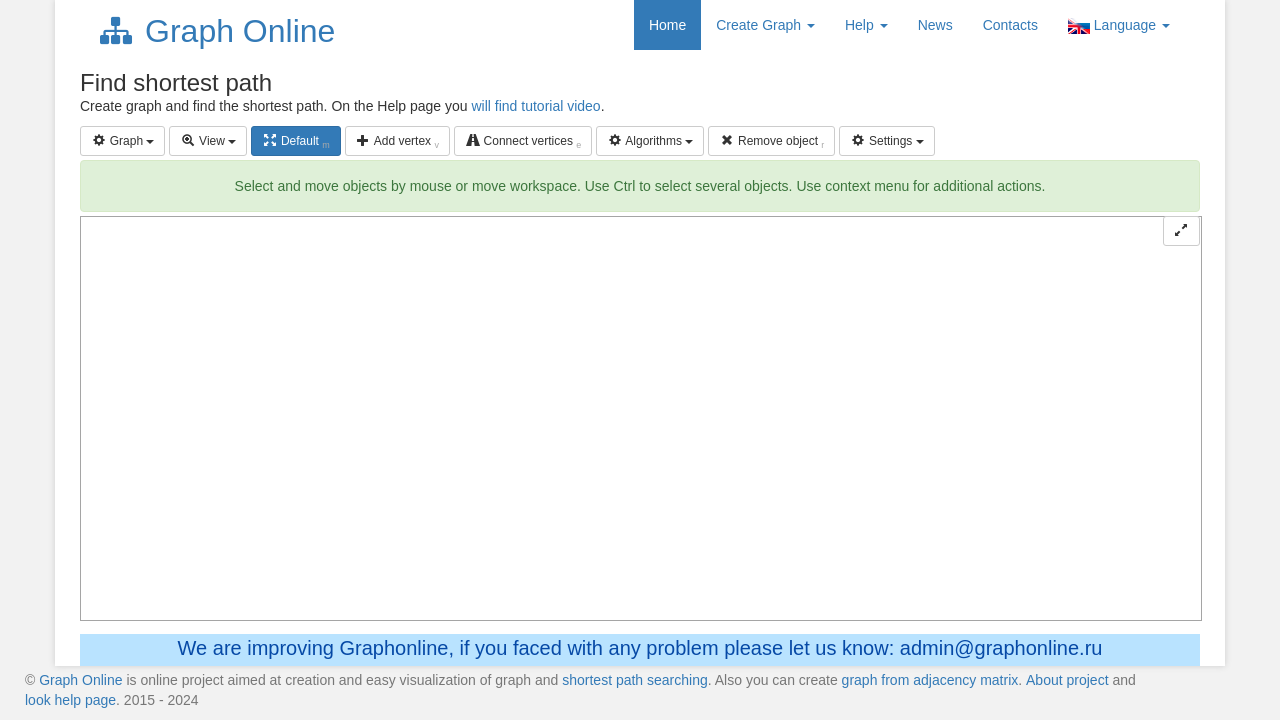 Graph Online
Home Create Graph Help News Contacts Language
Find shortest path
Create graph and find the shortest path. On the Help page you will find tutorial video.
Graph View Default m Add vertex v Connect vertices e Algorithms Remove object r Settings
Select and move objects by mouse or move workspace. Use Ctrl to select several objects. Use context menu for additional actions.
We are improving Graphonline, if you faced with any problem please let us know: admin@graphonline.ru
© Graph Online is online project aimed at creation and easy visualization of graph and shortest path searching. Also you can create graph from adjacency matrix. About project and
look help page. 2015 - 2024